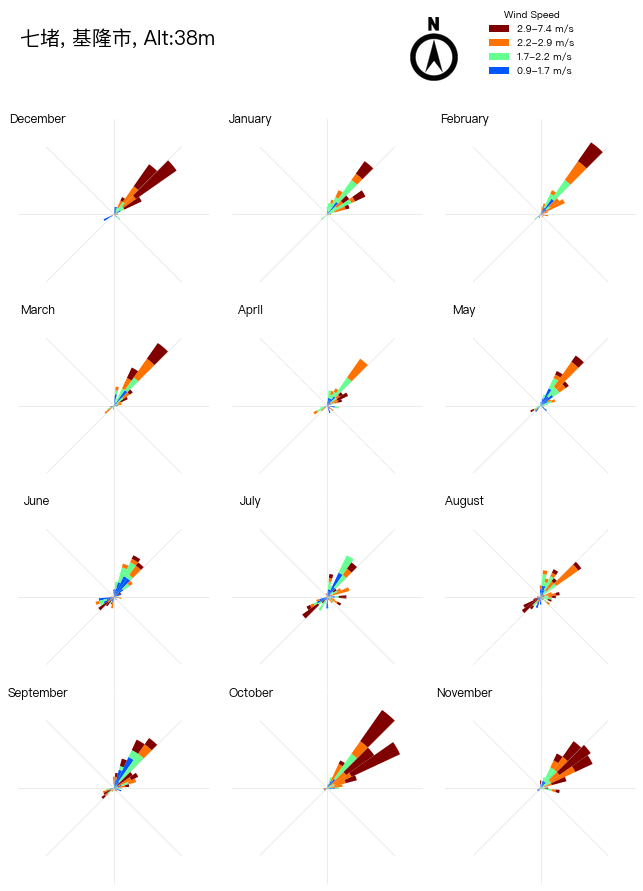 七堵, 基隆市, Alt:38m
N
Wind Speed
2.9–7.4 m/s
2.2–2.9 m/s
1.7–2.2 m/s
0.9–1.7 m/s
December
January
February
March
April
May
June
July
August
September
October
November